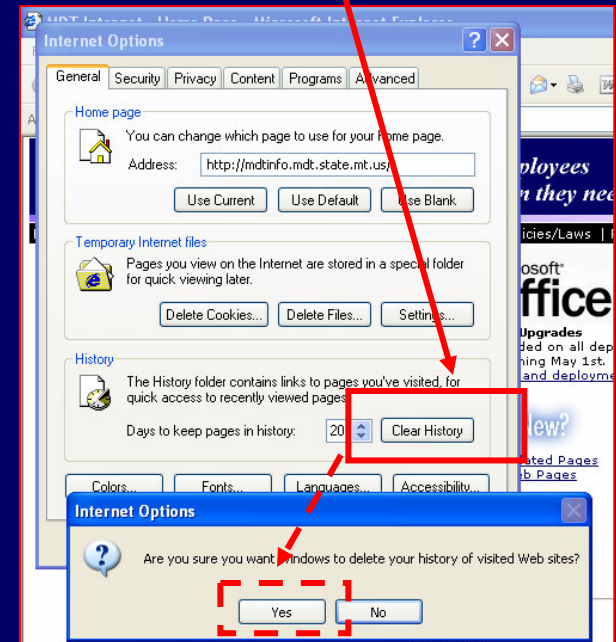 MDT Intranet - Home Page - Microsoft Internet Explorer
Internet Options
General Security Privacy Content Programs Advanced
Home page
You can change which page to use for your home page.
Address: http://mdtinfo.mdt.state.mt.us/
Use Current Use Default Use Blank
ployees
n they nee
icies/Laws |
Temporary Internet files
Pages you view on the Internet are stored in a special folder
for quick viewing later.
Delete Cookies... Delete Files... Settings...
osoft
ffice
Upgrades
ded on all dep
ning May 1st.
and deployme
History
The History folder contains links to pages you've visited, for
quick access to recently viewed pages.
Days to keep pages in history: 20 Clear History
New?
ated Pages
b Pages
Colors... Fonts... Languages... Accessibility...
Internet Options
Are you sure you want Windows to delete your history of visited Web sites?
Yes No